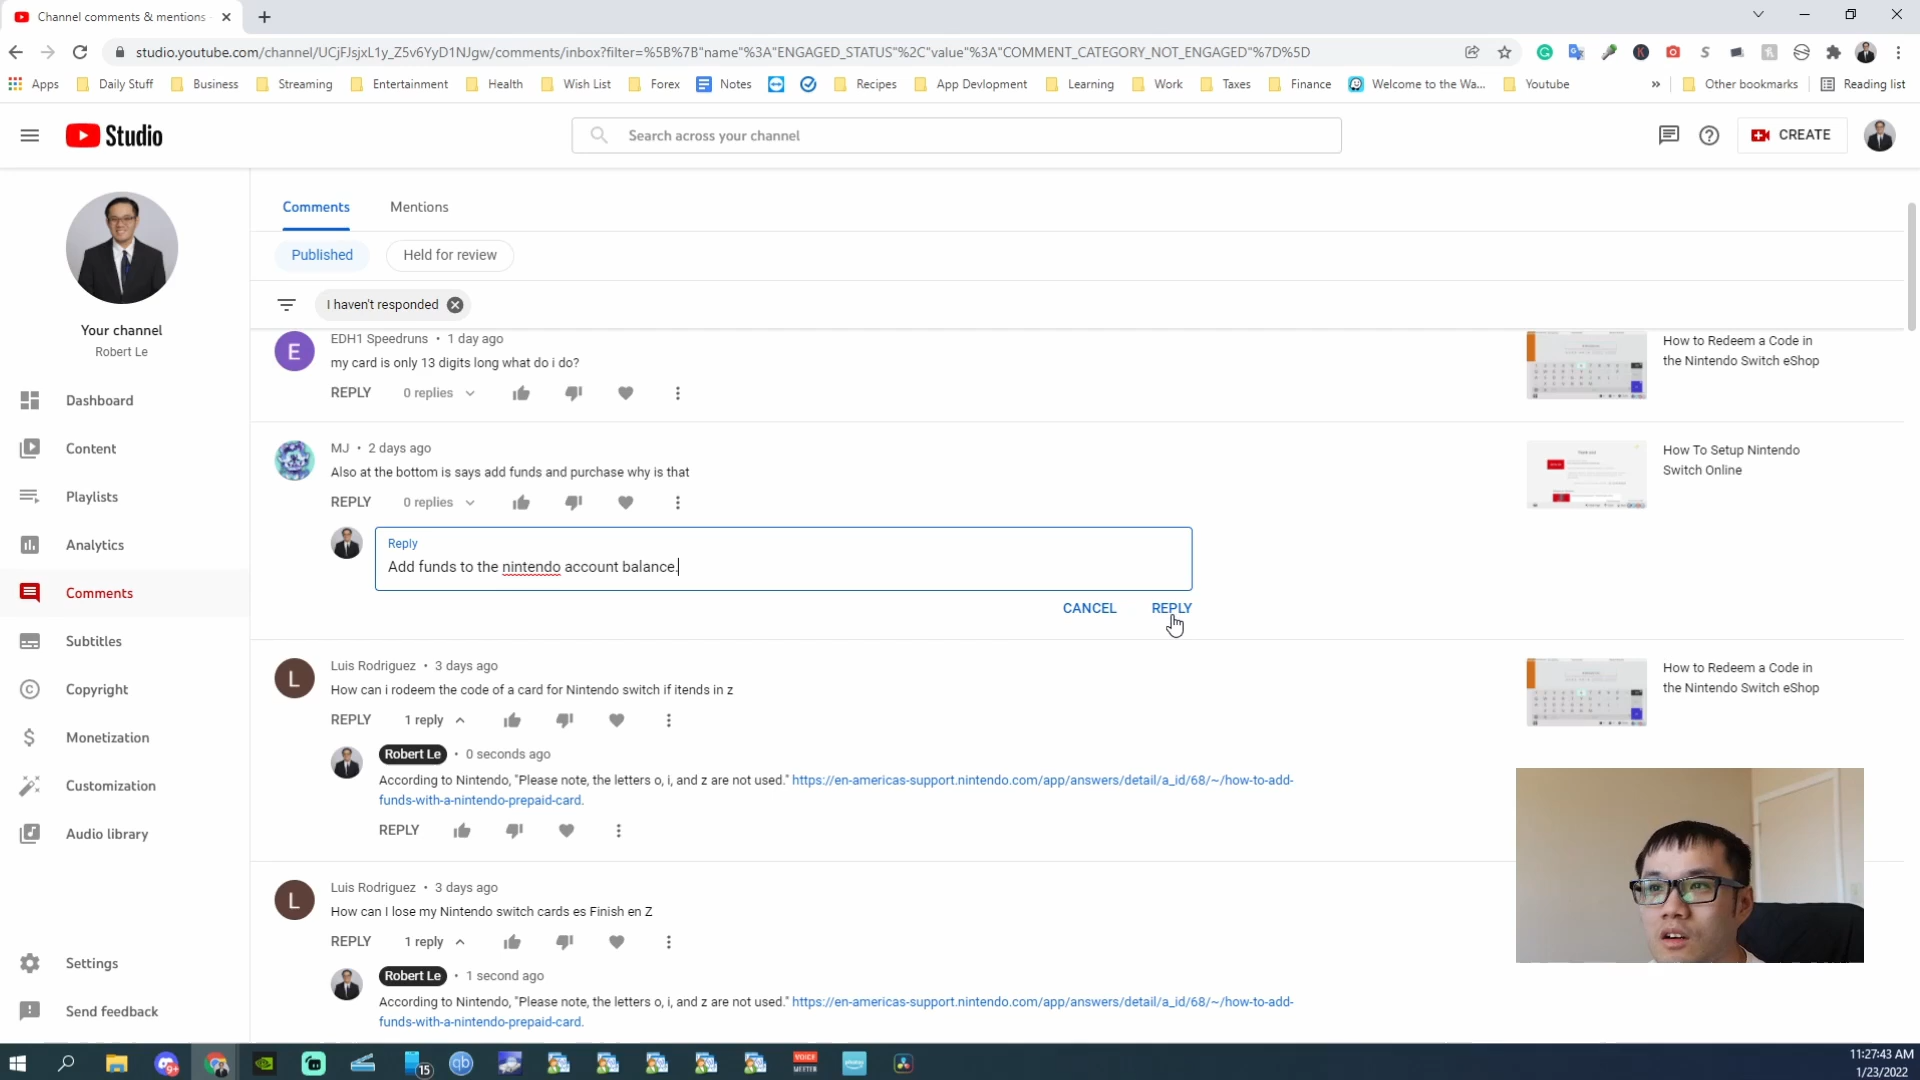 Channel comments & mentions
studio.youtube.com/channel/UCjFJsjxL1y_Z5v6YyD1NJgw/comments/inbox?filter=%5B%7B"name"%3A"ENGAGED_STATUS"%2C"value"%3A"COMMENT_CATEGORY_NOT_ENGAGED"%7D%5D
Apps Daily Stuff Business Streaming Entertainment Health Wish List Forex Notes Recipes App Devlopment Learning Work Taxes Finance Welcome to the Wa... Youtube » Other bookmarks Reading list
Studio
Search across your channel
CREATE
Your channel
Robert Le
Dashboard
Content
Playlists
Analytics
Comments
Subtitles
Copyright
Monetization
Customization
Audio library
Settings
Send feedback
Comments Mentions
Published Held for review
I haven't responded
E
EDH1 Speedruns • 1 day ago
my card is only 13 digits long what do i do?
REPLY 0 replies
How to Redeem a Code in
the Nintendo Switch eShop
MJ • 2 days ago
Also at the bottom is says add funds and purchase why is that
REPLY 0 replies
How To Setup Nintendo
Switch Online
Reply
Add funds to the nintendo account balance.
CANCEL REPLY
L
Luis Rodriguez • 3 days ago
How can i rodeem the code of a card for Nintendo switch if itends in z
REPLY 1 reply
How to Redeem a Code in
the Nintendo Switch eShop
Robert Le • 0 seconds ago
According to Nintendo, "Please note, the letters o, i, and z are not used." https://en-americas-support.nintendo.com/app/answers/detail/a_id/68/~/how-to-add-
funds-with-a-nintendo-prepaid-card.
REPLY
L
Luis Rodriguez • 3 days ago
How can I lose my Nintendo switch cards es Finish en Z
REPLY 1 reply
Robert Le • 1 second ago
According to Nintendo, "Please note, the letters o, i, and z are not used." https://en-americas-support.nintendo.com/app/answers/detail/a_id/68/~/how-to-add-
funds-with-a-nintendo-prepaid-card.
9+
15
qb
11:27:43 AM
1/23/2022